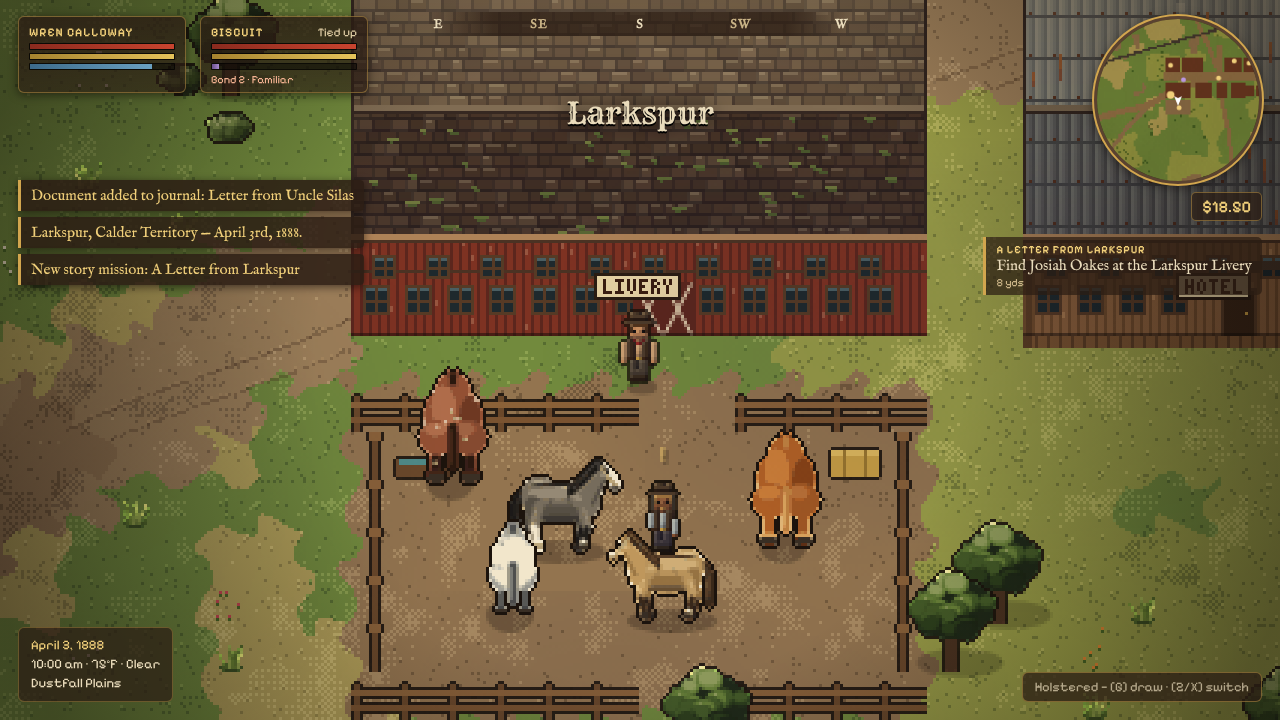 E SE S SW W
WREN CALLOWAY
BISCUIT Tied up
Bond 2 · Familiar
Larkspur
Document added to journal: Letter from Uncle Silas
Larkspur, Calder Territory — April 3rd, 1888.
New story mission: A Letter from Larkspur
$18.80
A LETTER FROM LARKSPUR
Find Josiah Oakes at the Larkspur Livery
8 yds
HOTEL
LIVERY
April 3, 1888
10:00 am · 78°F · Clear
Dustfall Plains
Holstered - (G) draw · (Z/X) switch